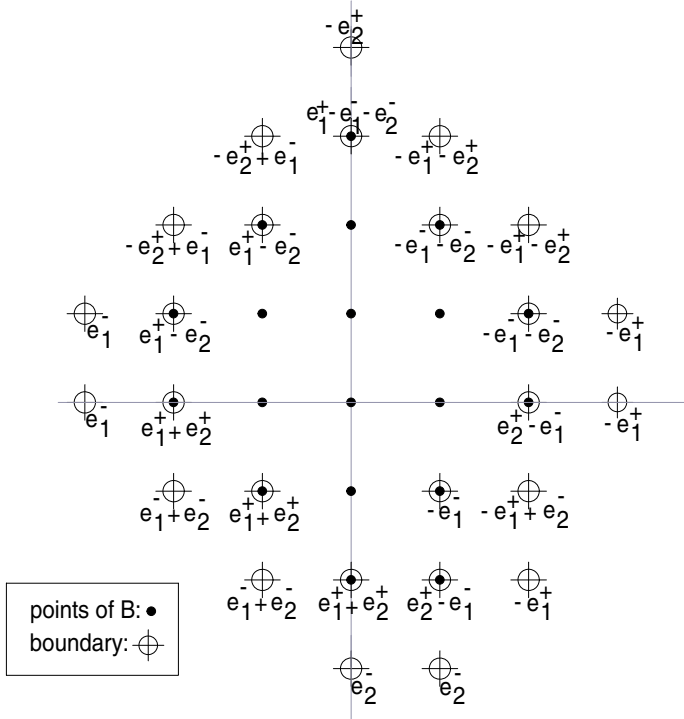 - e₂⁺
e₁⁺- e₁⁻- e₂⁻
- e₂⁺+ e₁⁻ - e₁⁺- e₂⁺
- e₂⁺+ e₁⁻ e₁⁺- e₂⁻ - e₁⁻- e₂⁻ - e₁⁺- e₂⁺
e₁⁻ e₁⁺- e₂⁻ - e₁⁻- e₂⁻ - e₁⁺
e₁⁻ e₁⁺+ e₂⁺ e₂⁺- e₁⁻ - e₁⁺
e₁⁻+ e₂⁻ e₁⁺+ e₂⁺ - e₁⁻ - e₁⁺+ e₂⁻
e₁⁻+ e₂⁻ e₁⁺+ e₂⁺ e₂⁺- e₁⁻ - e₁⁺
points of B:
boundary:
e₂⁻ e₂⁻